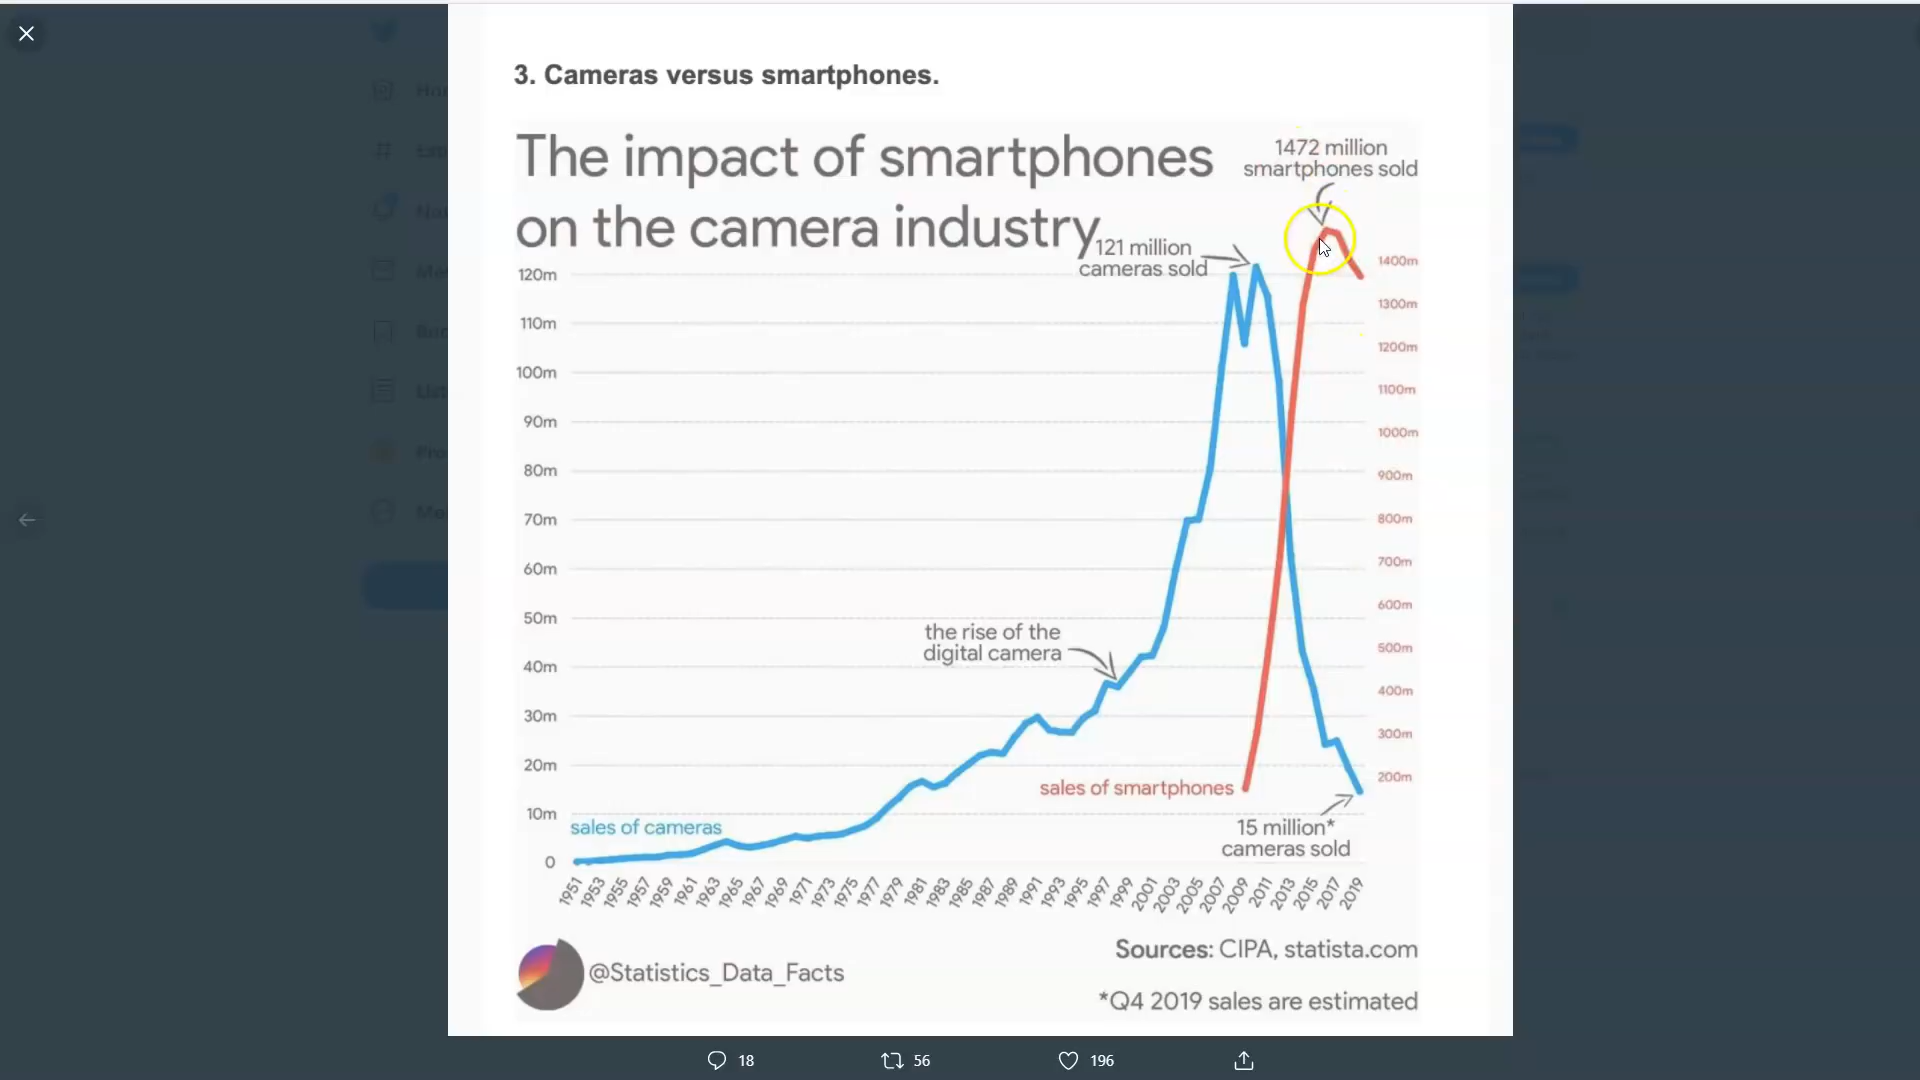 3. Cameras versus smartphones.
The impact of smartphones
on the camera industry
1472 million
smartphones sold
121 million
cameras sold
120m
110m
100m
90m
80m
70m
60m
50m
40m
30m
20m
10m
0
1400m
1300m
1200m
1100m
1000m
900m
800m
700m
600m
500m
400m
300m
200m
the rise of the
digital camera
sales of smartphones
sales of cameras
15 million*
cameras sold
1951 1953 1955 1957 1959 1961 1963 1965 1967 1969 1971 1973 1975 1977 1979 1981 1983 1985 1987 1989 1991 1993 1995 1997 1999 2001 2003 2005 2007 2009 2011 2013 2015 2017 2019
@Statistics_Data_Facts
Sources: CIPA, statista.com
*Q4 2019 sales are estimated
18 56 196